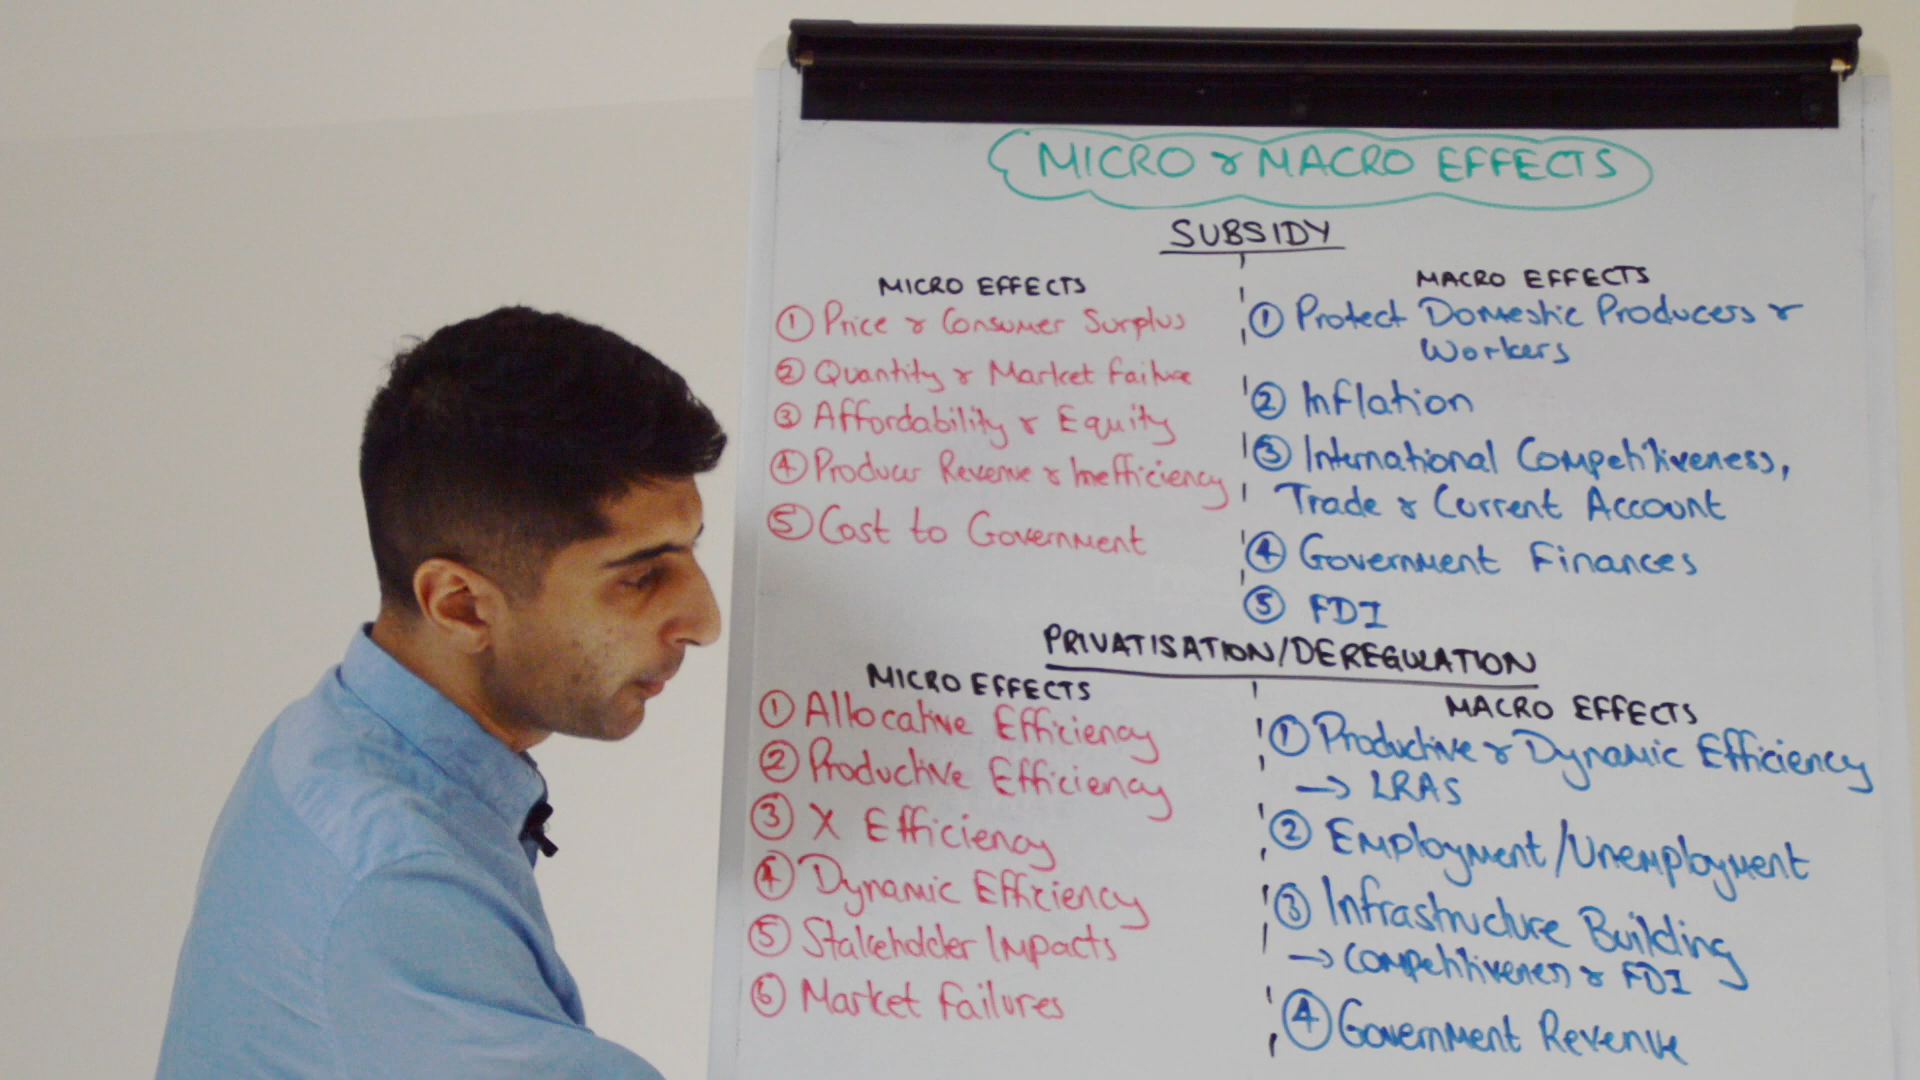 MICRO & MACRO EFFECTS
SUBSIDY
MICRO EFFECTS
① Price & Consumer Surplus
② Quantity & Market Failure
③ Affordability & Equity
④ Producer Revenue & Inefficiency
⑤ Cost to Government
MACRO EFFECTS
① Protect Domestic Producers &
Workers
② Inflation
③ International Competitiveness,
Trade & Current Account
④ Government Finances
⑤ FDI
PRIVATISATION/DEREGULATION
MICRO EFFECTS
① Allocative Efficiency
② Productive Efficiency
③ X Efficiency
④ Dynamic Efficiency
⑤ Stakeholder Impacts
⑥ Market Failures
MACRO EFFECTS
① Productive & Dynamic Efficiency
→ LRAS
② Employment/Unemployment
③ Infrastructure Building
→ Competitiveness & FDI
④ Government Revenue